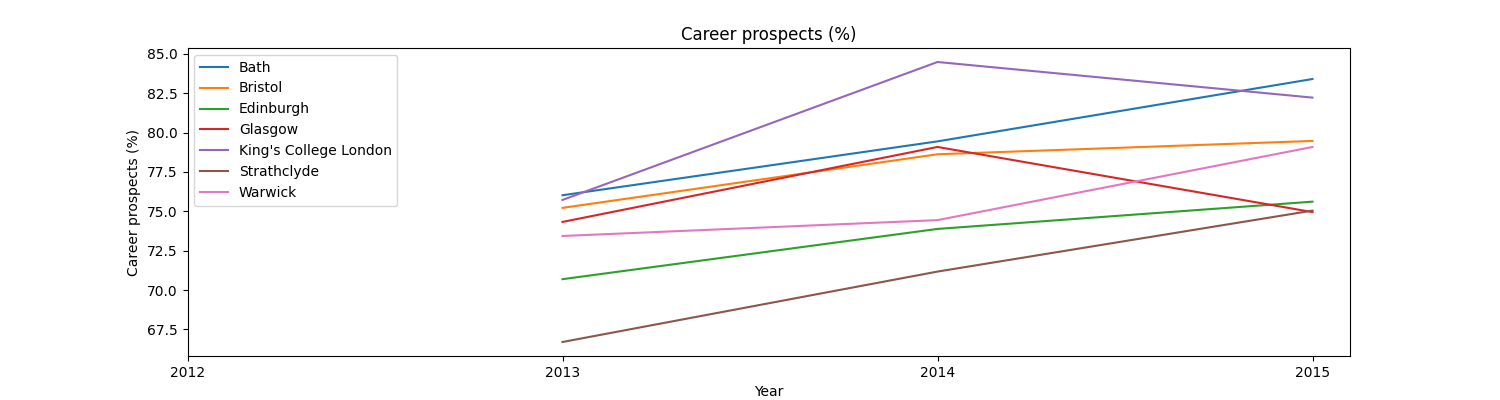 Career prospects (%)
85.0
82.5
80.0
77.5
75.0
72.5
70.0
67.5
Career prospects (%)
Bath
Bristol
Edinburgh
Glasgow
King's College London
Strathclyde
Warwick
2012
2013
2014
2015
Year